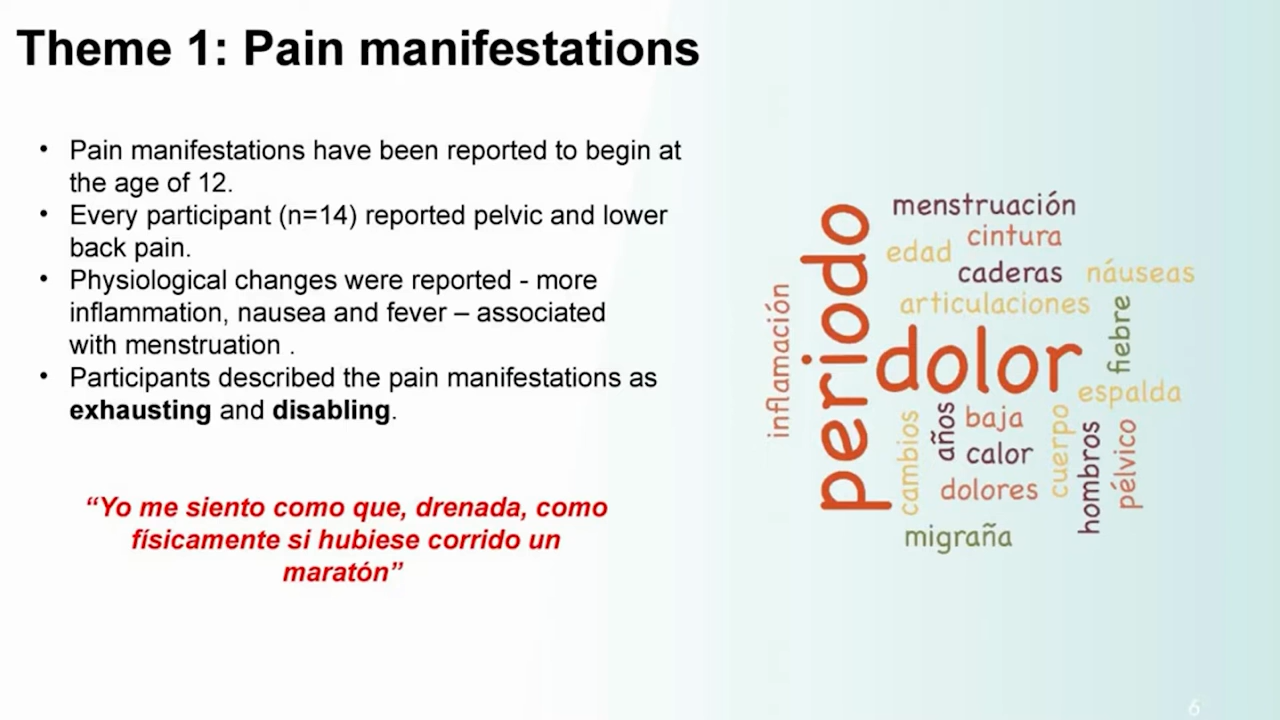 Theme 1: Pain manifestations
• Pain manifestations have been reported to begin at
the age of 12.
• Every participant (n=14) reported pelvic and lower
back pain.
• Physiological changes were reported - more
inflammation, nausea and fever – associated
with menstruation .
• Participants described the pain manifestations as
exhausting and disabling.
“Yo me siento como que, drenada, como
físicamente si hubiese corrido un
maratón”
menstruación
cintura
edad
caderas
náuseas
articulaciones
inflamación
periodo
dolor
fiebre
espalda
cambios
años
baja
calor
dolores
cuerpo
hombros
pélvico
migraña
6